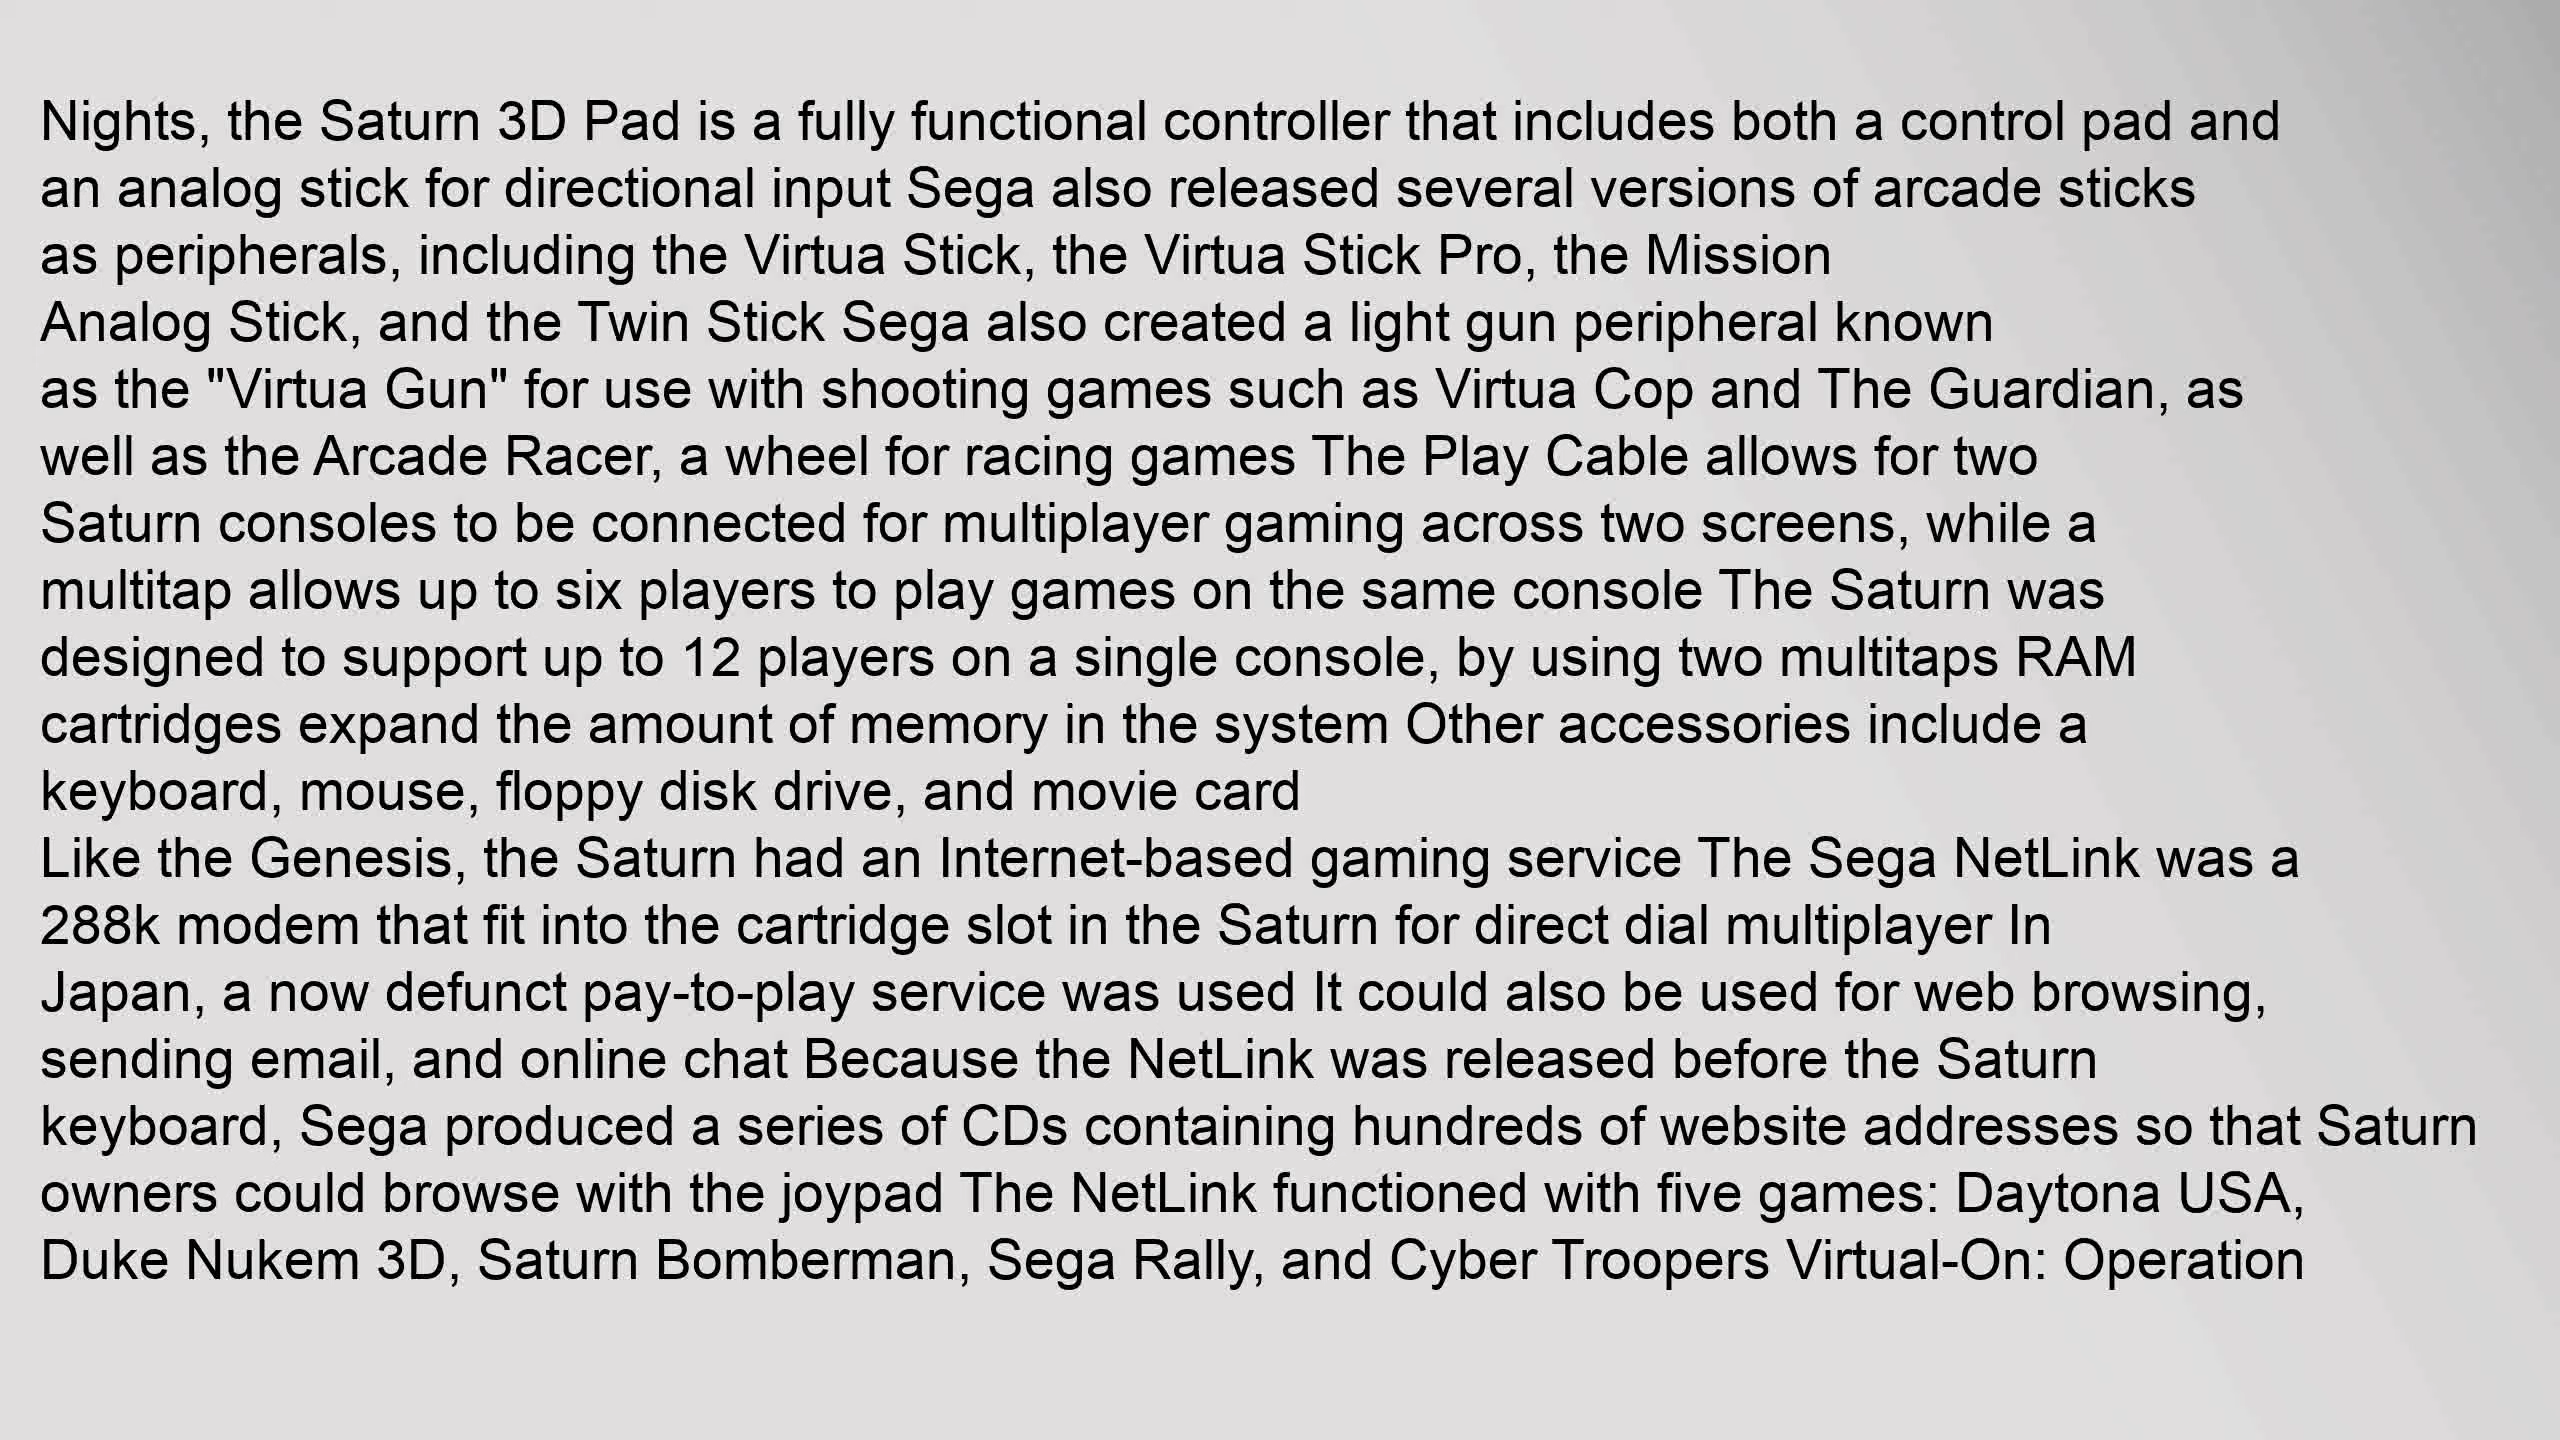 Nights, the Saturn 3D Pad is a fully functional controller that includes both a control pad and
an analog stick for directional input Sega also released several versions of arcade sticks
as peripherals, including the Virtua Stick, the Virtua Stick Pro, the Mission
Analog Stick, and the Twin Stick Sega also created a light gun peripheral known
as the "Virtua Gun" for use with shooting games such as Virtua Cop and The Guardian, as
well as the Arcade Racer, a wheel for racing games The Play Cable allows for two
Saturn consoles to be connected for multiplayer gaming across two screens, while a
multitap allows up to six players to play games on the same console The Saturn was
designed to support up to 12 players on a single console, by using two multitaps RAM
cartridges expand the amount of memory in the system Other accessories include a
keyboard, mouse, floppy disk drive, and movie card
Like the Genesis, the Saturn had an Internet-based gaming service The Sega NetLink was a
288k modem that fit into the cartridge slot in the Saturn for direct dial multiplayer In
Japan, a now defunct pay-to-play service was used It could also be used for web browsing,
sending email, and online chat Because the NetLink was released before the Saturn
keyboard, Sega produced a series of CDs containing hundreds of website addresses so that Saturn
owners could browse with the joypad The NetLink functioned with five games: Daytona USA,
Duke Nukem 3D, Saturn Bomberman, Sega Rally, and Cyber Troopers Virtual-On: Operation